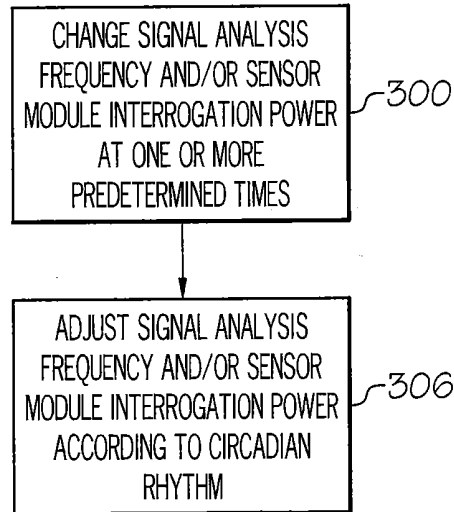 CHANGE SIGNAL ANALYSIS
FREQUENCY AND/OR SENSOR
MODULE INTERROGATION POWER
AT ONE OR MORE
PREDETERMINED TIMES
300
ADJUST SIGNAL ANALYSIS
FREQUENCY AND/OR SENSOR
MODULE INTERROGATION POWER
ACCORDING TO CIRCADIAN
RHYTHM
306